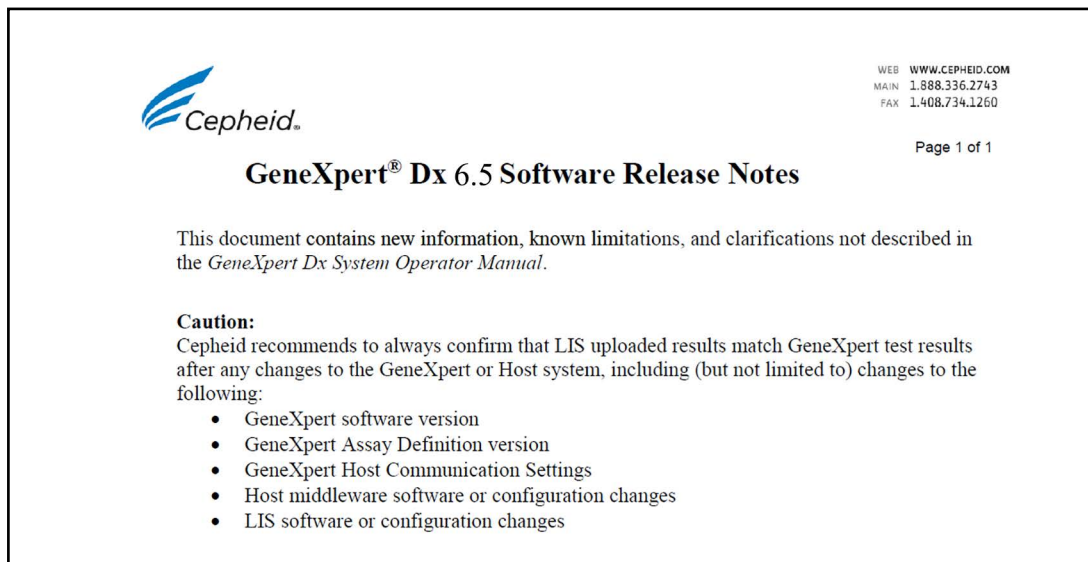 Cepheid®
WEB WWW.CEPHEID.COM
MAIN 1.888.336.2743
FAX 1.408.734.1260
Page 1 of 1
GeneXpert® Dx 6.5 Software Release Notes
This document contains new information, known limitations, and clarifications not described in
the GeneXpert Dx System Operator Manual.
Caution:
Cepheid recommends to always confirm that LIS uploaded results match GeneXpert test results
after any changes to the GeneXpert or Host system, including (but not limited to) changes to the
following:
• GeneXpert software version
• GeneXpert Assay Definition version
• GeneXpert Host Communication Settings
• Host middleware software or configuration changes
• LIS software or configuration changes